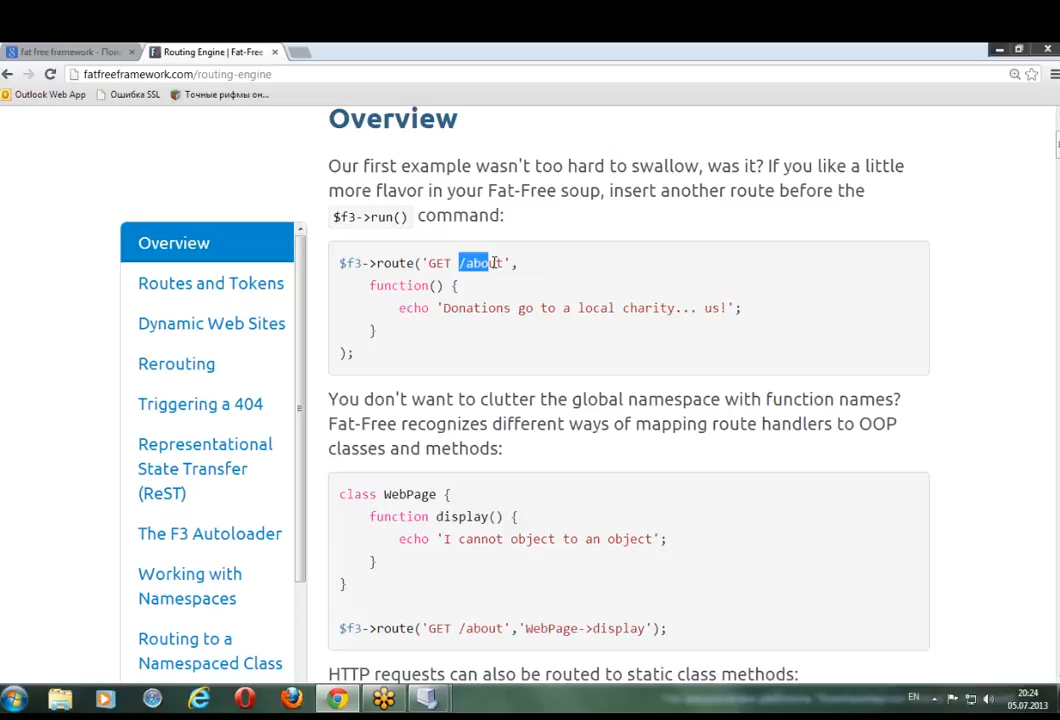 fat free framework - Пои
Routing Engine | Fat-Free
fatfreeframework.com/routing-engine
Outlook Web App
Ошибка SSL
Точные рифмы он...
Overview
Our first example wasn't too hard to swallow, was it? If you like a little
more flavor in your Fat-Free soup, insert another route before the
$f3->run() command:
Overview
Routes and Tokens
Dynamic Web Sites
Rerouting
Triggering a 404
Representational
State Transfer
(ReST)
The F3 Autoloader
Working with
Namespaces
Routing to a
Namespaced Class
$f3->route('GET /about',
function() {
echo 'Donations go to a local charity... us!';
}
);
You don't want to clutter the global namespace with function names?
Fat-Free recognizes different ways of mapping route handlers to OOP
classes and methods:
class WebPage {
function display() {
echo 'I cannot object to an object';
}
}
$f3->route('GET /about','WebPage->display');
HTTP requests can also be routed to static class methods:
EN
20:24
05.07.2013